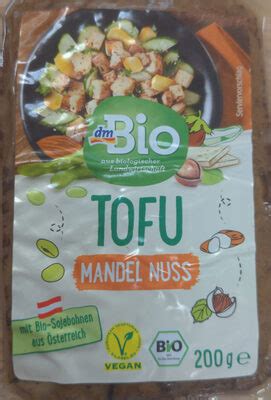 Serviervorschlag
dm
Bio
aus biologischer
Landwirtschaft
TOFU
MANDEL NUSS
mit Bio-Sojabohnen
aus Österreich
VEGAN
BIO
200g e